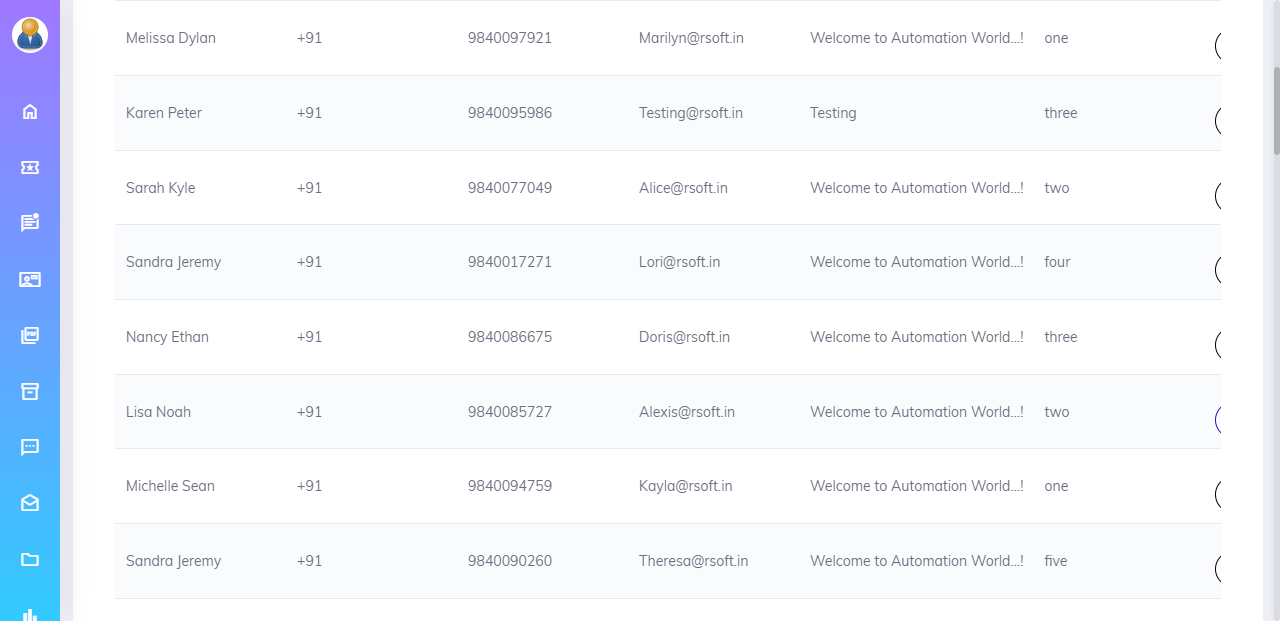 Melissa Dylan +91 9840097921 Marilyn@rsoft.in Welcome to Automation World...! one
Karen Peter +91 9840095986 Testing@rsoft.in Testing three
Sarah Kyle +91 9840077049 Alice@rsoft.in Welcome to Automation World...! two
Sandra Jeremy +91 9840017271 Lori@rsoft.in Welcome to Automation World...! four
Nancy Ethan +91 9840086675 Doris@rsoft.in Welcome to Automation World...! three
Lisa Noah +91 9840085727 Alexis@rsoft.in Welcome to Automation World...! two
Michelle Sean +91 9840094759 Kayla@rsoft.in Welcome to Automation World...! one
Sandra Jeremy +91 9840090260 Theresa@rsoft.in Welcome to Automation World...! five